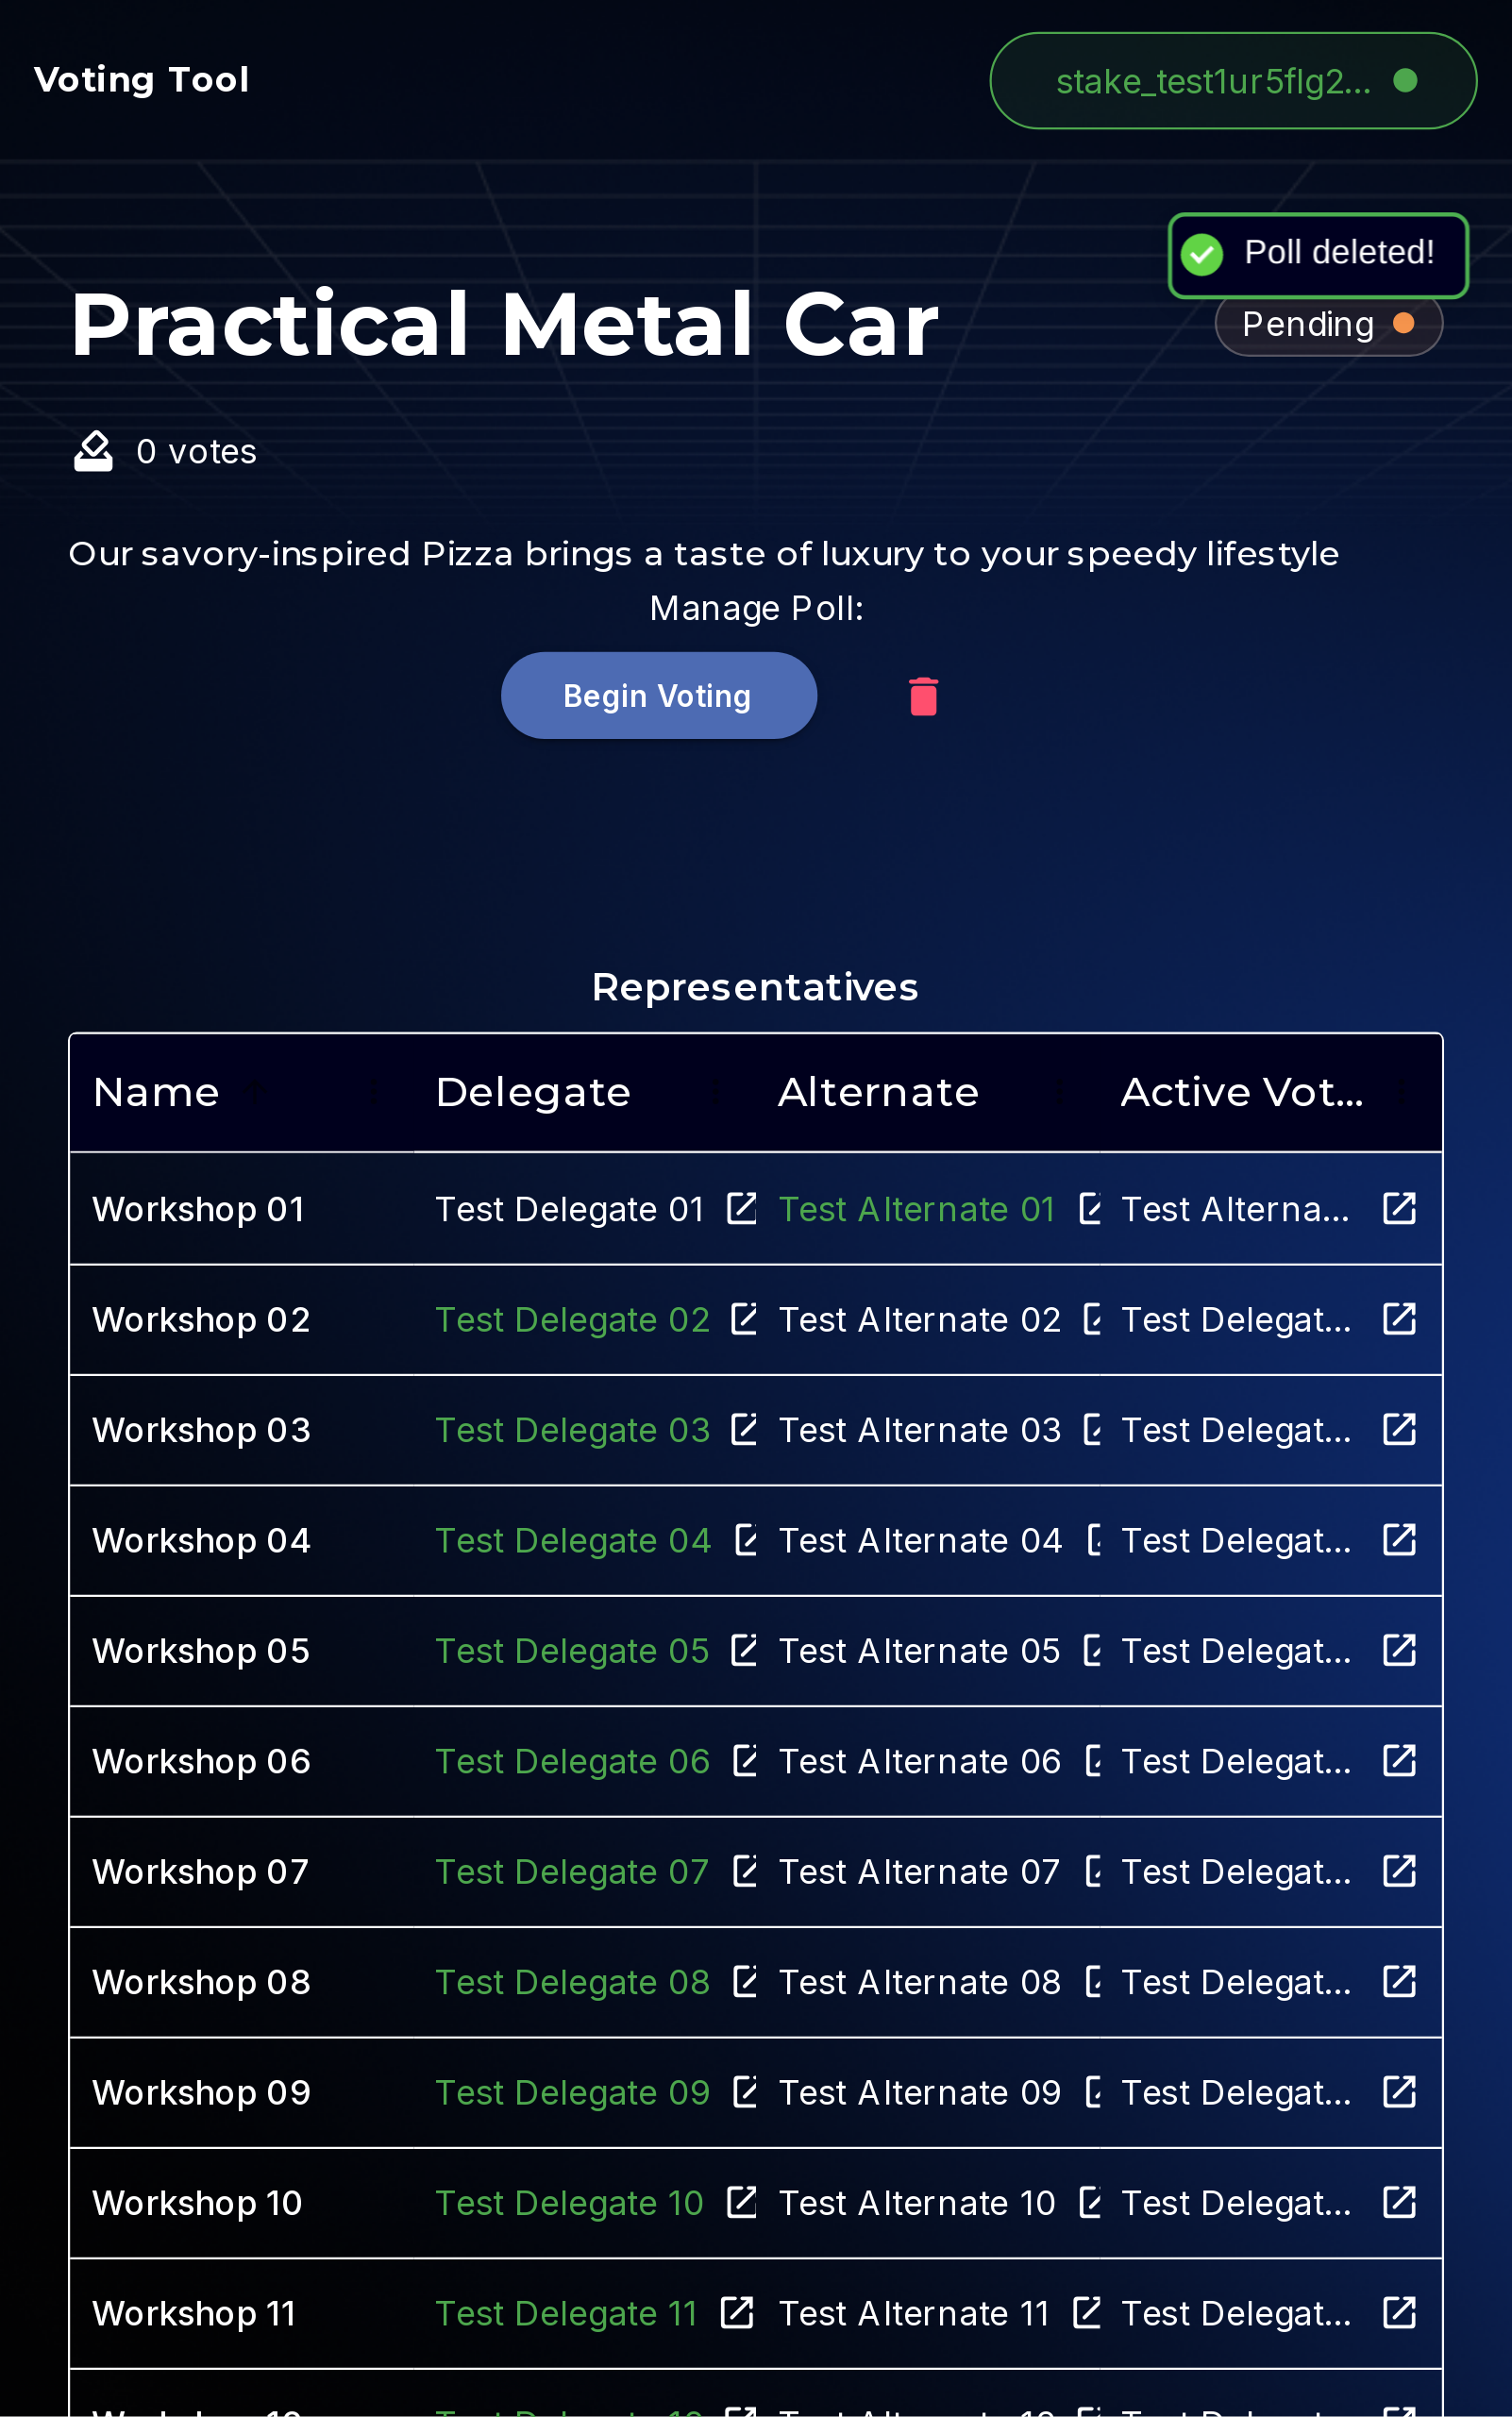 Voting Tool
stake_test1ur5flg2...
Poll deleted!
Practical Metal Car
Pending
0 votes
Our savory-inspired Pizza brings a taste of luxury to your speedy lifestyle
Manage Poll:
Begin Voting
Representatives
Name Delegate Alternate Active Vot...
Workshop 01 Test Delegate 01 Test Alternate 01 Test Alterna...
Workshop 02 Test Delegate 02 Test Alternate 02 Test Delegat...
Workshop 03 Test Delegate 03 Test Alternate 03 Test Delegat...
Workshop 04 Test Delegate 04 Test Alternate 04 Test Delegat...
Workshop 05 Test Delegate 05 Test Alternate 05 Test Delegat...
Workshop 06 Test Delegate 06 Test Alternate 06 Test Delegat...
Workshop 07 Test Delegate 07 Test Alternate 07 Test Delegat...
Workshop 08 Test Delegate 08 Test Alternate 08 Test Delegat...
Workshop 09 Test Delegate 09 Test Alternate 09 Test Delegat...
Workshop 10 Test Delegate 10 Test Alternate 10 Test Delegat...
Workshop 11 Test Delegate 11 Test Alternate 11 Test Delegat...